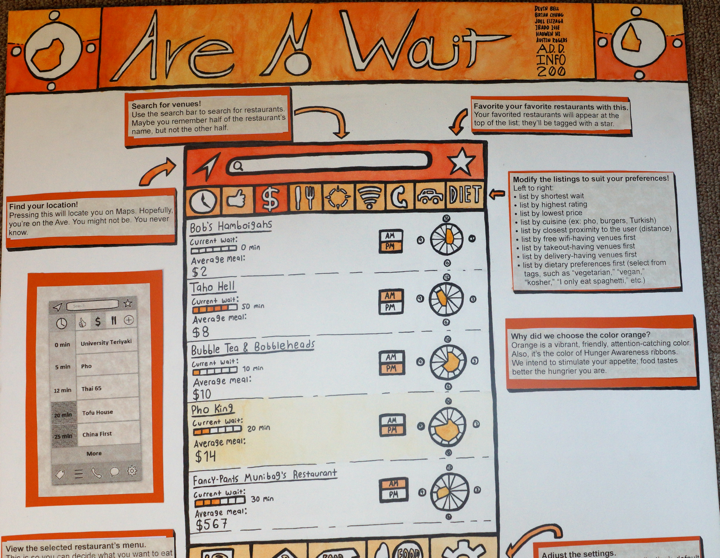 Are N Wait
DEVIN BULL
BRIAN CHUNG
JOEL
AUSTIN ROGERS
A.D.D.
INFO
200
Search for venues!
Use the search bar to search for restaurants.
Maybe you remember half of the restaurant's
name, but not the other half.
Favorite your favorite restaurants with this.
Your favorited restaurants will appear at the
top of the list; they'll be tagged with a star.
Find your location!
Pressing this will locate you on Maps. Hopefully,
you're on the Ave. You might not be. You never
know.
$
DIET
Modify the listings to suit your preferences!
Left to right:
• list by shortest wait
• list by highest rating
• list by lowest price
• list by cuisine (ex: pho, burgers, Turkish)
• list by closest proximity to the user (distance)
• list by free wifi-having venues first
• list by takeout-having venues first
• list by delivery-having venues first
• list by dietary preferences first (select from
tags, such as "vegetarian," "vegan,"
"kosher," "I only eat spaghetti," etc.)
Bob's Hamboigahs
Current Wait:
0 min
Average Meal:
$2
AM
PM
Taho Hell
Current Wait:
50 min
Average Meal:
$8
AM
PM
Bubble Tea & Bobbleheads
Current Wait:
10 min
Average Meal:
$10
AM
PM
Pho King
Current Wait:
20 min
Average Meal:
$14
AM
PM
Fancy-Pants Munibag's Restaurant
Current Wait:
30 min
Average Meal:
$567
AM
PM
$
0 min University Teriyaki
5 min Pho
12 min Thai 65
20 min Tofu House
25 min China First
More
Why did we choose the color orange?
Orange is a vibrant, friendly, attention-catching color.
Also, it's the color of Hunger Awareness ribbons.
We intend to stimulate your appetite; food tastes
better the hungrier you are.
View the selected restaurant's menu.
This is so you can decide what you want to eat
Adjust the settings.
default